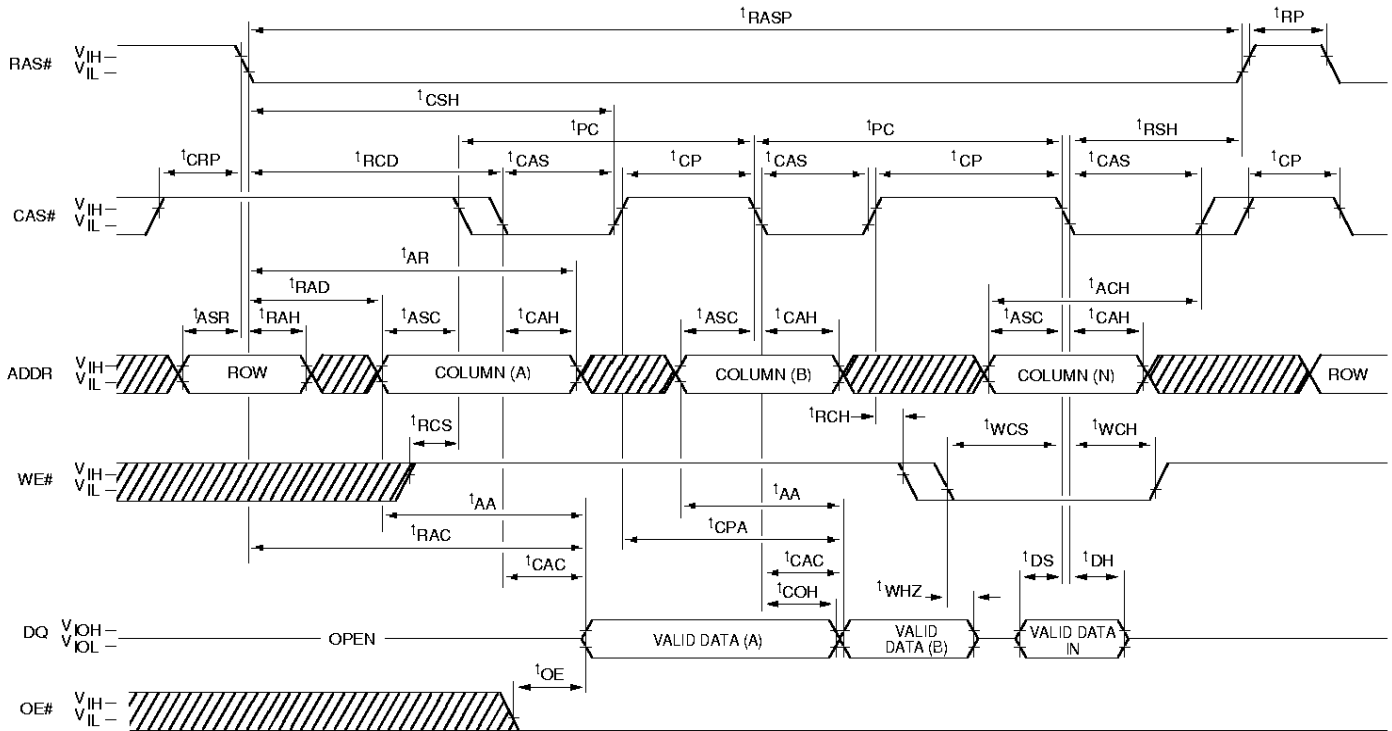 tRASP tRP
RAS# VIH VIL
tCSH
tPC tPC tRSH
tCRP tRCD tCAS tCP tCAS tCP tCAS tCP
CAS# VIH VIL
tAR
tRAD tACH
tASR tRAH tASC tCAH tASC tCAH tASC tCAH
ADDR VIH VIL ROW COLUMN (A) COLUMN (B) COLUMN (N) ROW
tRCH
tRCS tWCS tWCH
WE# VIH VIL
tAA tAA
tRAC tCPA
tCAC tCAC tDS tDH
tCOH tWHZ
DQ VIOH VIOL OPEN VALID DATA (A) VALID DATA (B) VALID DATA IN
tOE
OE# VIH VIL